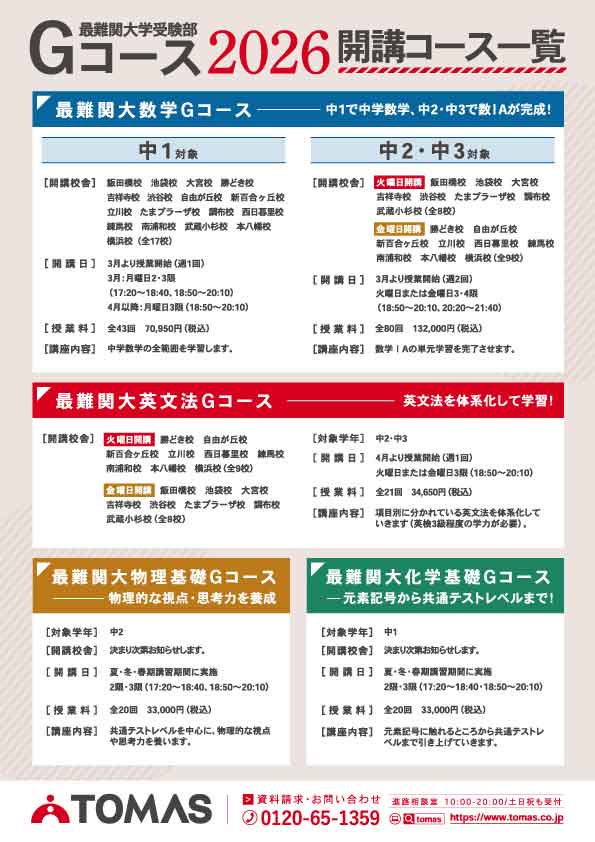 最難関大学受験部
Gコース2026 開講コース一覧
最難関大数学Gコース 中1で中学数学、中2・中3で数ⅠAが完成！
中1対象
[開講校舎] 飯田橋校 池袋校 大宮校 勝どき校
吉祥寺校 渋谷校 自由が丘校 新百合ヶ丘校
立川校 たまプラーザ校 調布校 西日暮里校
練馬校 南浦和校 武蔵小杉校 本八幡校
横浜校（全17校）
[開講日] 3月より授業開始（週1回）
3月：月曜日2・3限
（17:20〜18:40、18:50〜20:10）
4月以降：月曜日3限（18:50〜20:10）
[授業料] 全43回 70,950円（税込）
[講座内容] 中学数学の全範囲を学習します。
中2・中3対象
[開講校舎] 火曜日開講 飯田橋校 池袋校 大宮校
吉祥寺校 渋谷校 たまプラーザ校 調布校
武蔵小杉校（全8校）
金曜日開講 勝どき校 自由が丘校
新百合ヶ丘校 立川校 西日暮里校 練馬校
南浦和校 本八幡校 横浜校（全9校）
[開講日] 3月より授業開始（週2回）
火曜日または金曜日3・4限
（18:50〜20:10、20:20〜21:40）
[授業料] 全80回 132,000円（税込）
[講座内容] 数学ⅠAの単元学習を完了させます。
最難関大英文法Gコース 英文法を体系化して学習！
[開講校舎] 火曜日開講 勝どき校 自由が丘校
新百合ヶ丘校 立川校 西日暮里校 練馬校
南浦和校 本八幡校 横浜校（全9校）
金曜日開講 飯田橋校 池袋校 大宮校
吉祥寺校 渋谷校 たまプラーザ校 調布校
武蔵小杉校（全8校）
[対象学年] 中2・中3
[開講日] 4月より授業開始（週1回）
火曜日または金曜日3限（18:50〜20:10）
[授業料] 全21回 34,650円（税込）
[講座内容] 項目別に分かれている英文法を体系化して
いきます（英検3級程度の学力が必要）。
最難関大物理基礎Gコース
物理的な視点・思考力を養成
[対象学年] 中2
[開講校舎] 決まり次第お知らせします。
[開講日] 夏・冬・春期講習期間に実施
2限・3限（17:20〜18:40、18:50〜20:10）
[授業料] 全20回 33,000円（税込）
[講座内容] 共通テストレベルを中心に、物理的な視点
や思考力を養います。
最難関大化学基礎Gコース
元素記号から共通テストレベルまで！
[対象学年] 中1
[開講校舎] 決まり次第お知らせします。
[開講日] 夏・冬・春期講習期間に実施
2限・3限（17:20〜18:40・18:50〜20:10）
[授業料] 全20回 33,000円（税込）
[講座内容] 元素記号に触れるところから共通テストレ
ベルまで引き上げていきます。
TOMAS
資料請求・お問い合わせ
0120-65-1359
進路相談室 10:00-20:00/土日祝も受付
tomas https://www.tomas.co.jp